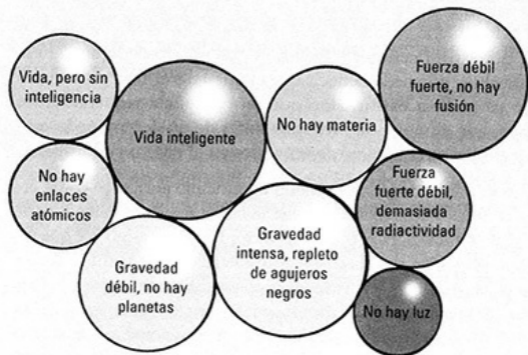 Vida, pero sin
inteligencia
Vida inteligente
No hay materia
Fuerza débil
fuerte, no hay
fusión
No hay
enlaces
atómicos
Gravedad
débil, no hay
planetas
Gravedad
intensa, repleto
de agujeros
negros
Fuerza
fuerte débil,
demasiada
radiactividad
No hay luz